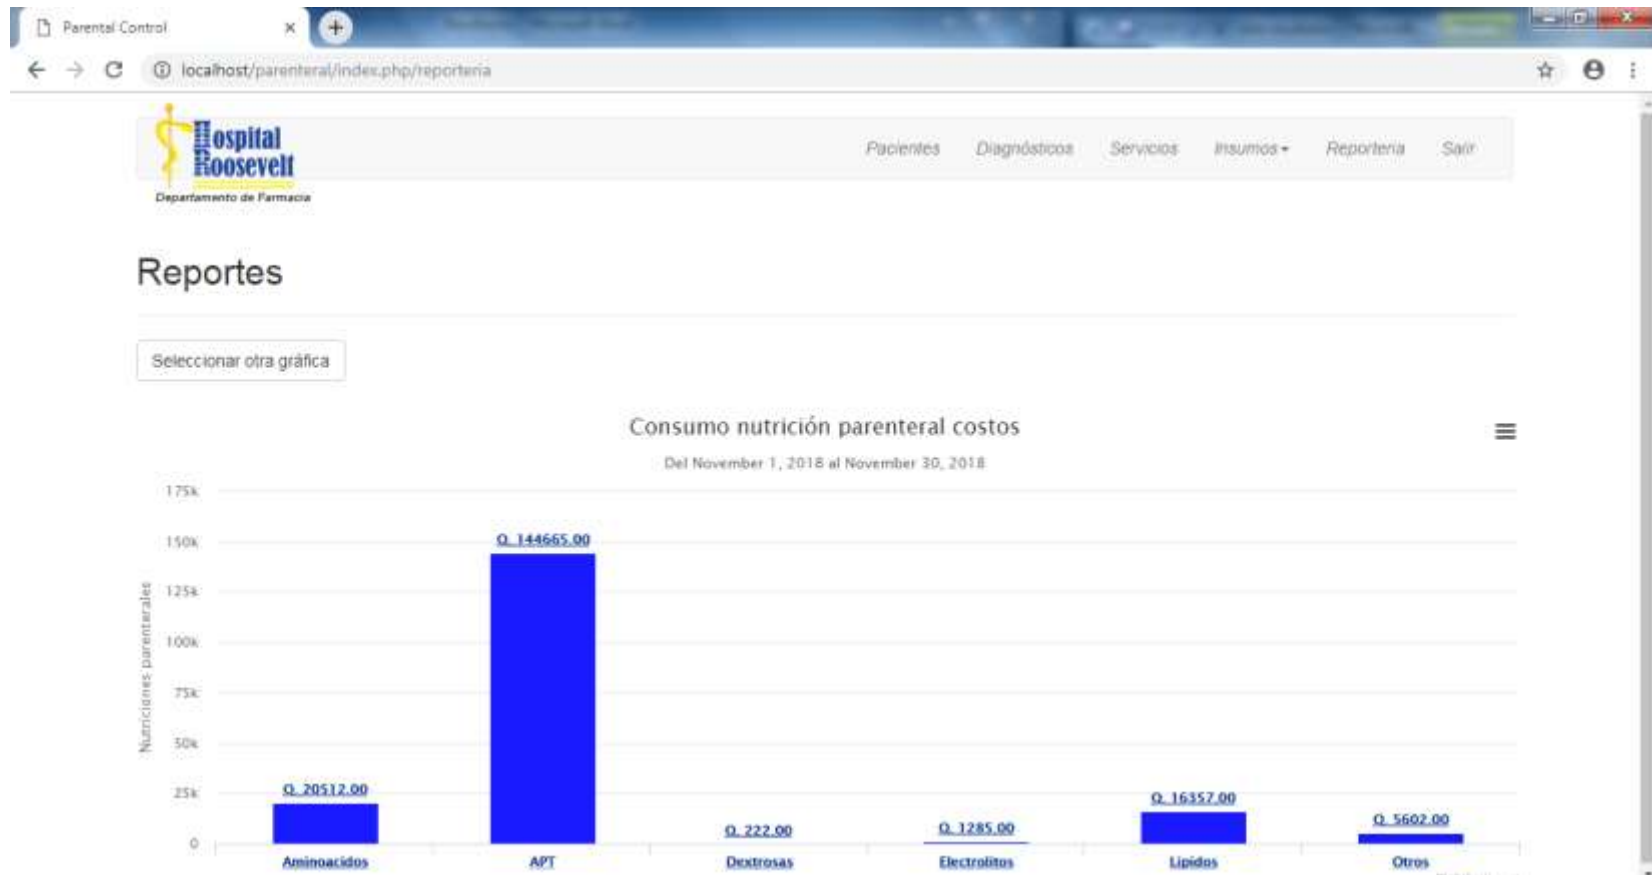 Parental Control
localhost/parenteral/index.php/reporteria
Hospital
Roosevelt
Departamento de Farmacia
Pacientes Diagnósticos Servicios Insumos Reportería Salir
Reportes
Seleccionar otra gráfica
Consumo nutrición parenteral costos
Del November 1, 2018 al November 30, 2018
Nutriciones parenterales
175k
150k
125k
100k
75k
50k
25k
0
Q. 20512.00
Q. 144665.00
Q. 222.00
Q. 1285.00
Q. 16357.00
Q. 5602.00
Aminoacidos APT Dextrosas Electrolitos Lipidos Otros